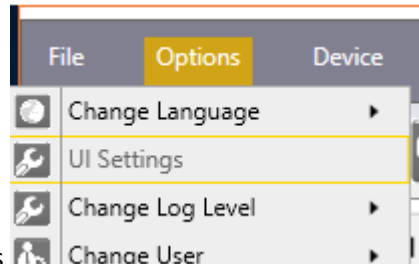 File Options Device
Change Language
UI Settings
Change Log Level
Change User